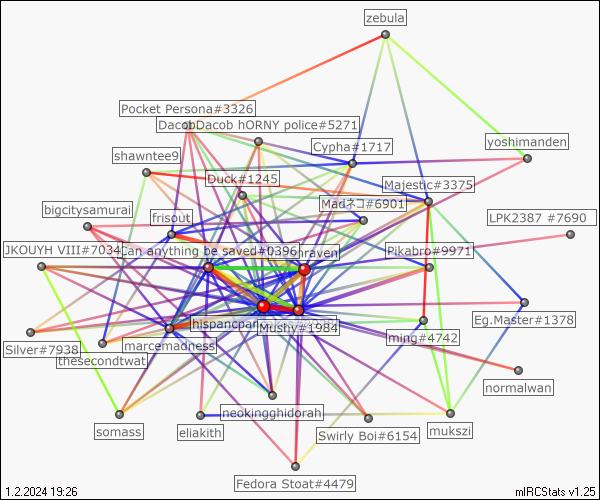 zebula
Pocket Persona#3326
DacobDacob hORNY police#5271
yoshimanden
Cypha#1717
shawntee9
Duck#1245
Majestic#3375
Madネコ#6901
bigcitysamurai
frisout
LPK2387 #7690
JKOUYH VIII#7034
Can anything be saved#0396
nraven
Pikabro#9971
hispancpan
Mushy#1984
Eg.Master#1378
ming#4742
Silver#7938
marcemadness
thesecondtwat
normalwan
neokingghidorah
somass
eliakith
Swirly Boi#6154
mukszi
Fedora Stoat#4479
1.2.2024 19:26
mIRCStats v1.25